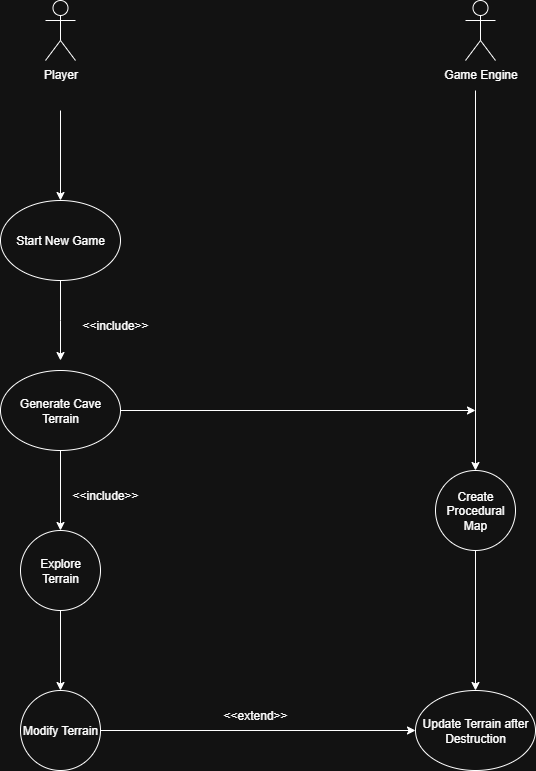 Player
Game Engine
Start New Game
<<include>>
Generate Cave
Terrain
<<include>>
Create
Procedural
Map
Explore
Terrain
Modify Terrain
<<extend>>
Update Terrain after
Destruction